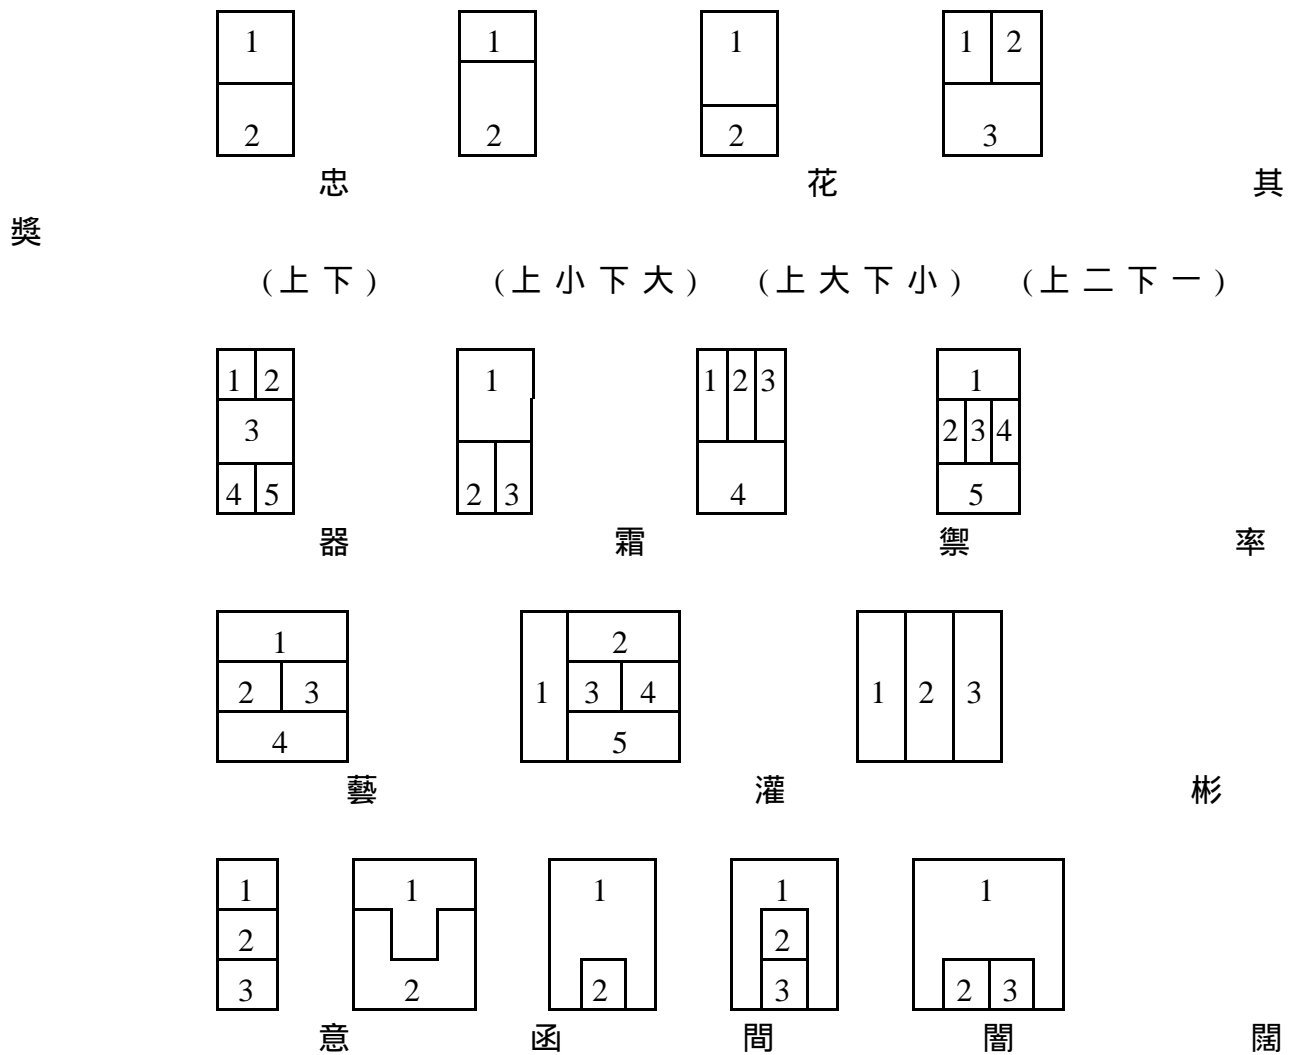 1 1 1 1 2
2 2 2 3
忠 花 其
獎
(上下) (上小下大) (上大下小) (上二下一)
1 2 1 1 2 3 1
3 2 3 4
4 5 2 3 4 5
器 霜 禦 率
1 2
2 3 1 3 4 1 2 3
4 5
藝 灌 彬
1 1 1 1 1
2 2
3 2 2 3 2 3
意 函 間 闇 闊